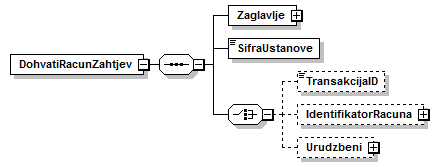 Zaglavlje
DohvatiRacunZahtjev
SifraUstanove
TransakcijaID
IdentifikatorRacuna
Urudzbeni